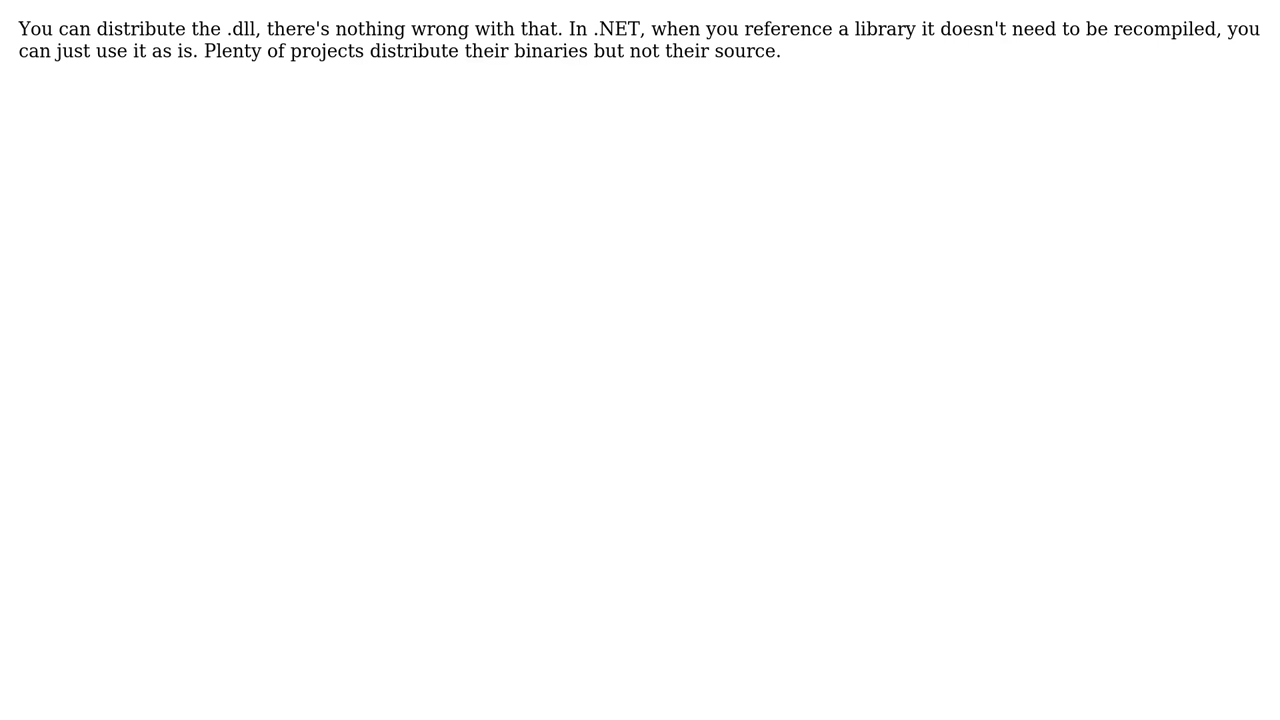 You can distribute the .dll, there's nothing wrong with that. In .NET, when you reference a library it doesn't need to be recompiled, you
can just use it as is. Plenty of projects distribute their binaries but not their source.